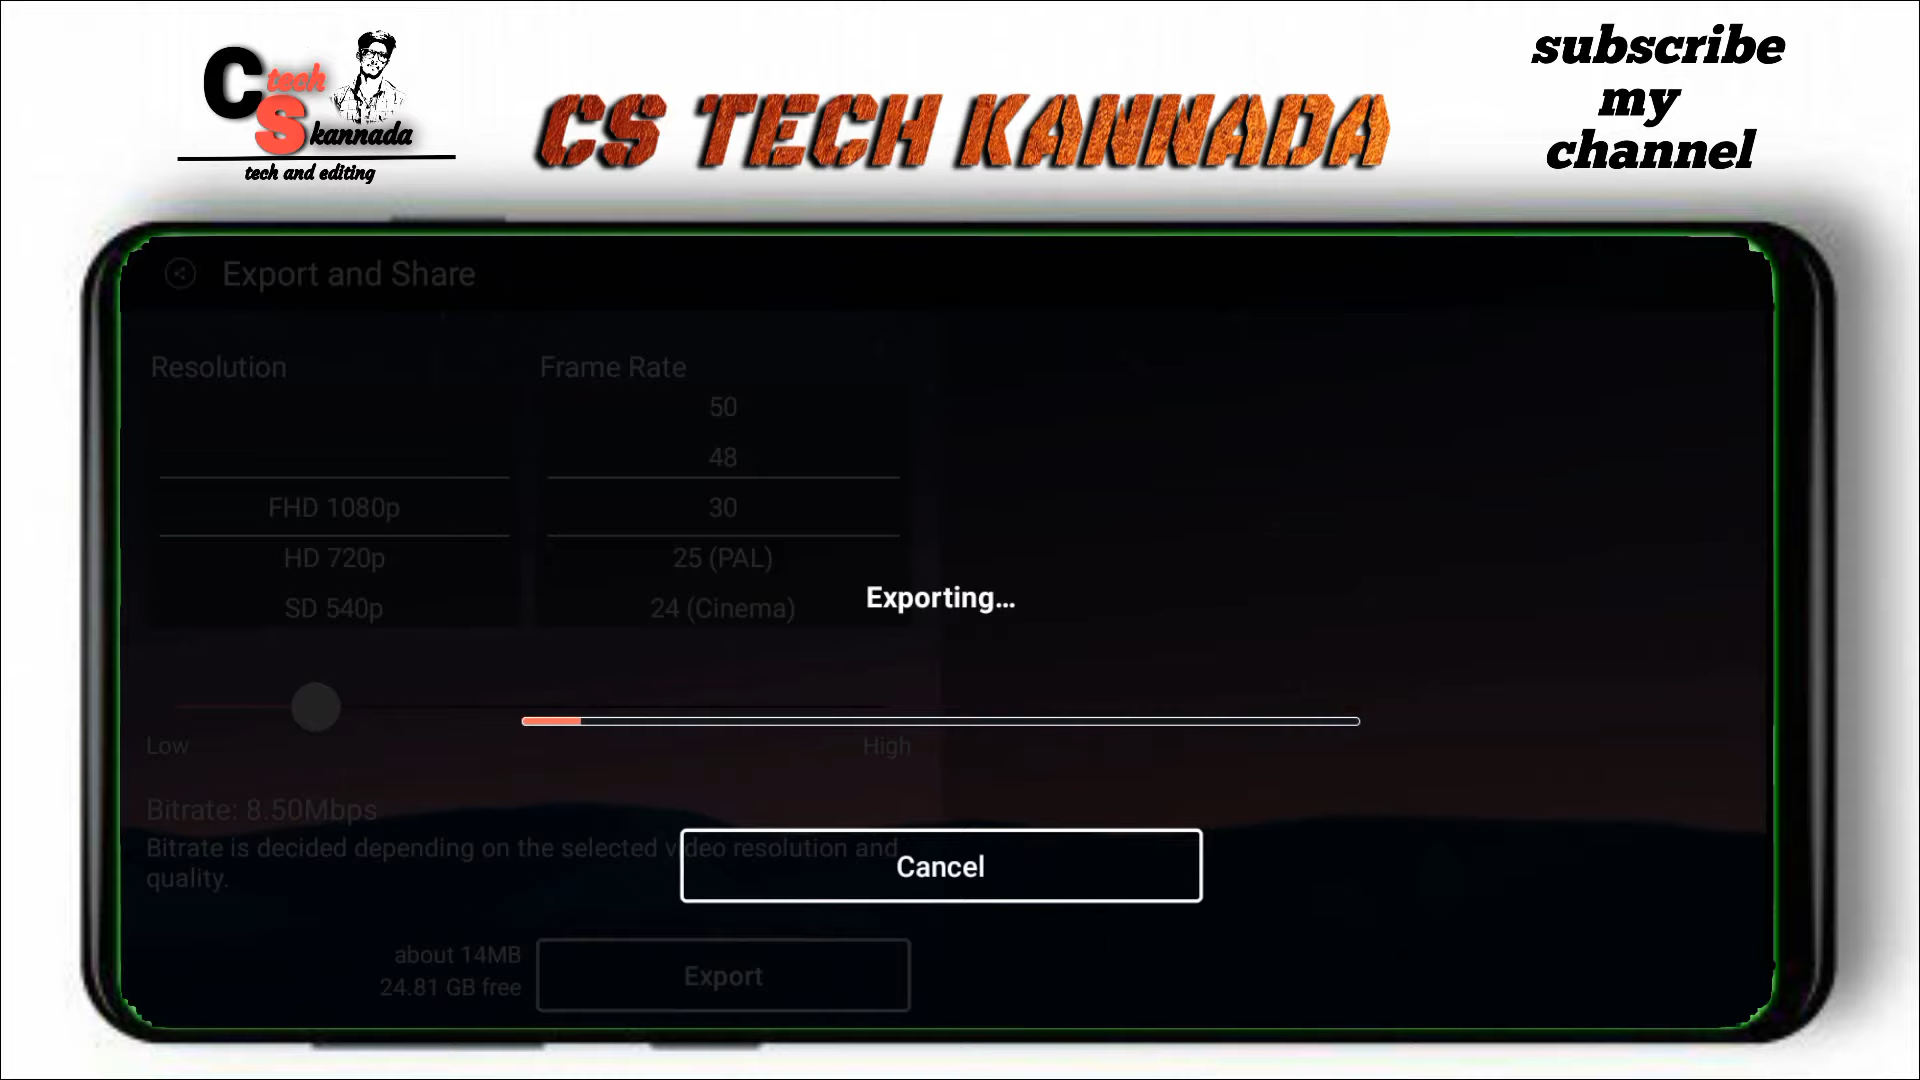 C tech
S kannada
tech and editing
CS TECH KANNADA
subscribe
my
channel
Export and Share
Resolution
Frame Rate
50
48
FHD 1080p
30
HD 720p
25 (PAL)
SD 540p
24 (Cinema)
Exporting...
Low
High
Bitrate: 8.50Mbps
Bitrate is decided depending on the selected video resolution and
quality.
Cancel
about 14MB
24.81 GB free
Export